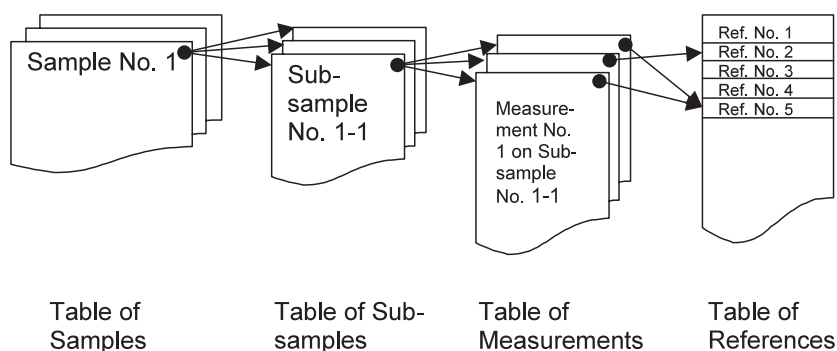 Sample No. 1
Sub-
sample
No. 1-1
Measure-
ment No.
1 on Sub-
sample
No. 1-1
Ref. No. 1
Ref. No. 2
Ref. No. 3
Ref. No. 4
Ref. No. 5
Table of
Samples
Table of Sub-
samples
Table of
Measurements
Table of
References